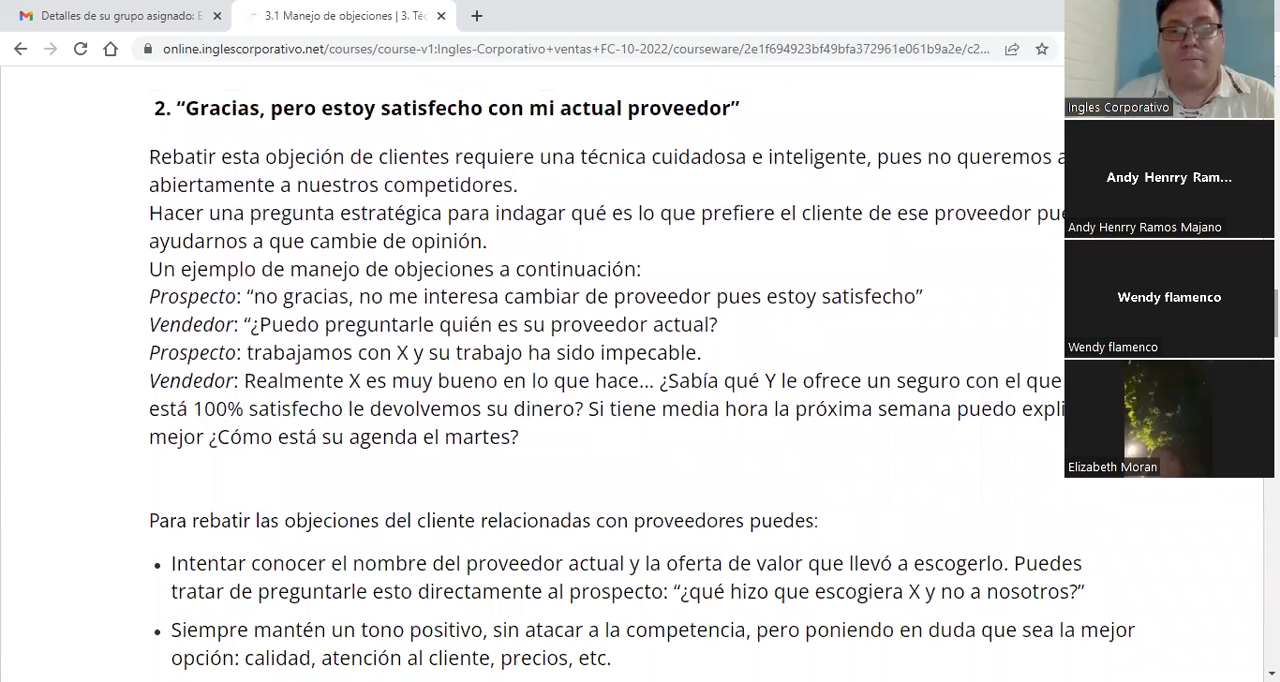 Detalles de su grupo asignado: E
3.1 Manejo de objeciones | 3. Téc
online.inglescorporativo.net/courses/course-v1:Ingles-Corporativo+ventas+FC-10-2022/courseware/2e1f694923bf49bfa372961e061b9a2e/c2...
2. “Gracias, pero estoy satisfecho con mi actual proveedor”
Rebatir esta objeción de clientes requiere una técnica cuidadosa e inteligente, pues no queremos a
abiertamente a nuestros competidores.
Hacer una pregunta estratégica para indagar qué es lo que prefiere el cliente de ese proveedor pue
ayudarnos a que cambie de opinión.
Un ejemplo de manejo de objeciones a continuación:
Prospecto: “no gracias, no me interesa cambiar de proveedor pues estoy satisfecho”
Vendedor: “¿Puedo preguntarle quién es su proveedor actual?
Prospecto: trabajamos con X y su trabajo ha sido impecable.
Vendedor: Realmente X es muy bueno en lo que hace... ¿Sabía qué Y le ofrece un seguro con el que
está 100% satisfecho le devolvemos su dinero? Si tiene media hora la próxima semana puedo expli
mejor ¿Cómo está su agenda el martes?
Para rebatir las objeciones del cliente relacionadas con proveedores puedes:
• Intentar conocer el nombre del proveedor actual y la oferta de valor que llevó a escogerlo. Puedes
tratar de preguntarle esto directamente al prospecto: “¿qué hizo que escogiera X y no a nosotros?”
• Siempre mantén un tono positivo, sin atacar a la competencia, pero poniendo en duda que sea la mejor
opción: calidad, atención al cliente, precios, etc.
Ingles Corporativo
Andy Henrry Ram...
Andy Henrry Ramos Majano
Wendy flamenco
Wendy flamenco
Elizabeth Moran